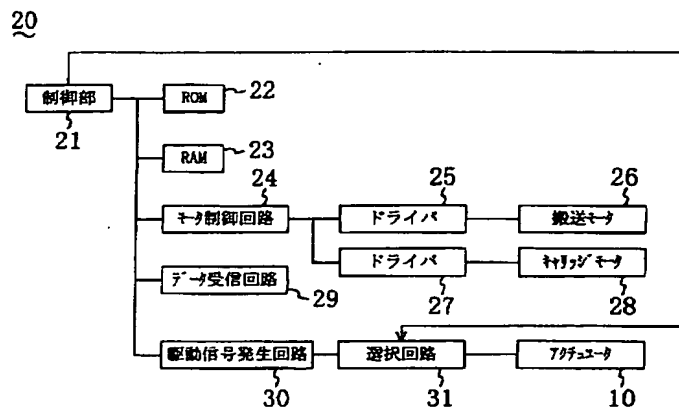 20
制御部
21
ROM
22
RAM
23
モータ制御回路
24
ドライバ
25
搬送モータ
26
ドライバ
27
キャリッジモータ
28
データ受信回路
29
駆動信号発生回路
30
選択回路
31
アクチュエータ
10